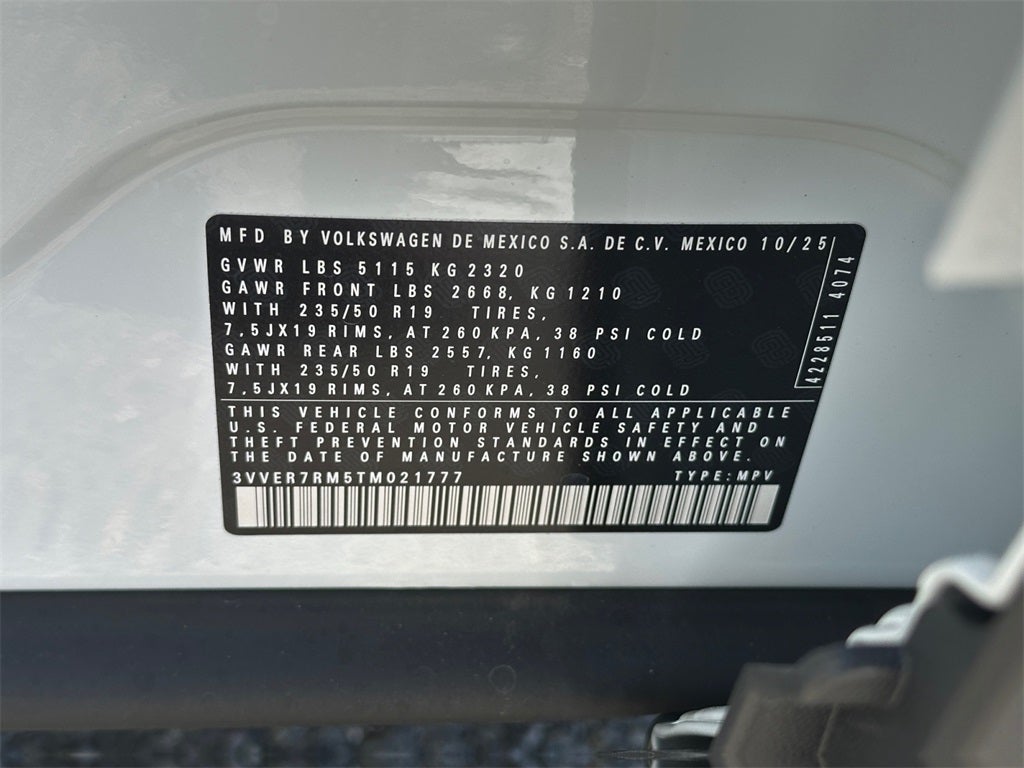 MFD BY VOLKSWAGEN DE MEXICO S.A. DE C.V. MEXICO 10/25
GVWR LBS 5115 KG 2320
GAWR FRONT LBS 2668, KG 1210
WITH 235/50 R19 TIRES,
7,5JX19 RIMS, AT 260 KPA, 38 PSI COLD
GAWR REAR LBS 2557, KG 1160
WITH 235/50 R19 TIRES,
7,5JX19 RIMS, AT 260 KPA, 38 PSI COLD
4228511 4074
THIS VEHICLE CONFORMS TO ALL APPLICABLE
U.S. FEDERAL MOTOR VEHICLE SAFETY AND
THEFT PREVENTION STANDARDS IN EFFECT ON
THE DATE OF MANUFACTURE SHOWN ABOVE.
3VVER7RM5TM021777 TYPE: MPV